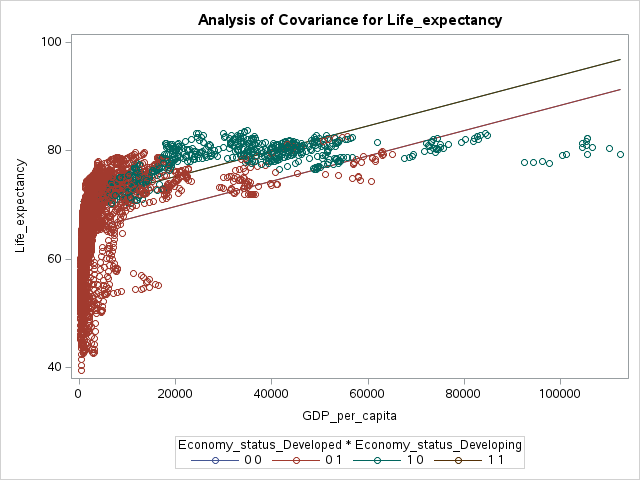 Analysis of Covariance for Life_expectancy
100
80
60
40
Life_expectancy
0 20000 40000 60000 80000 100000
GDP_per_capita
Economy_status_Developed * Economy_status_Developing
0 0 0 1 1 0 1 1